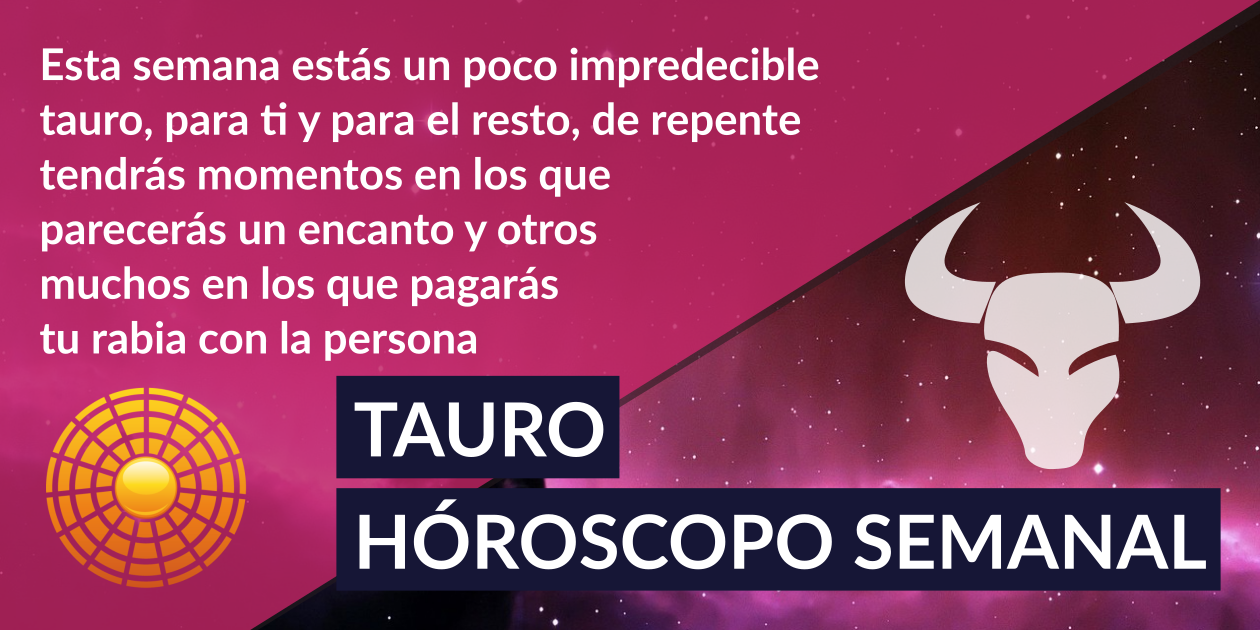 Esta semana estás un poco impredecible
tauro, para ti y para el resto, de repente
tendrás momentos en los que
parecerás un encanto y otros
muchos en los que pagarás
tu rabia con la persona
TAURO
HÓROSCOPO SEMANAL